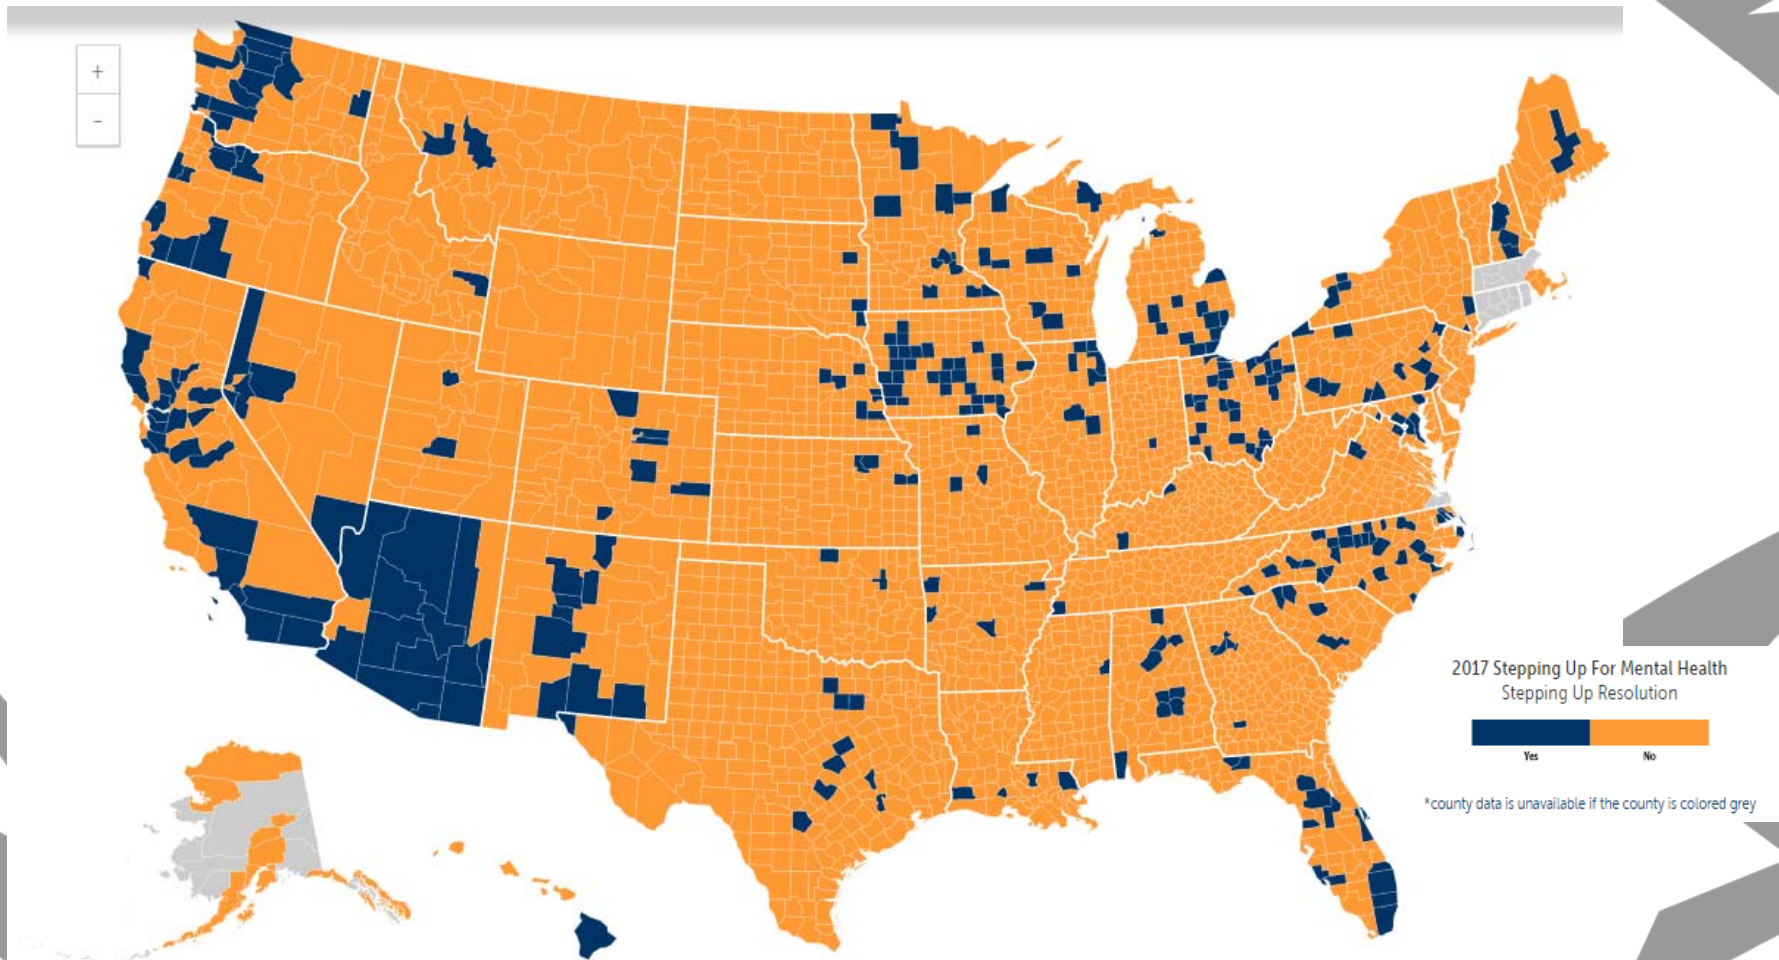 +
−
2017 Stepping Up For Mental Health
Stepping Up Resolution
Yes No
*county data is unavailable if the county is colored grey